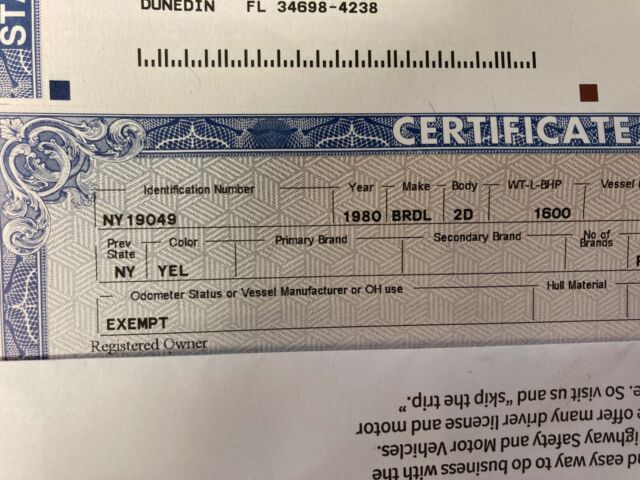 STA
DUNEDIN FL 34698-4238
CERTIFICATE
Identification Number Year Make Body WT-L-BHP Vessel
NY19049 1980 BRDL 2D 1600
Prev State Color Primary Brand Secondary Brand No of Brands
NY YEL
Odometer Status or Vessel Manufacturer or OH use Hull Material
EXEMPT
Registered Owner
nd easy way to do business with the
ighway Safety and Motor Vehicles.
e offer many driver license and motor
e. So visit us and "skip the trip."